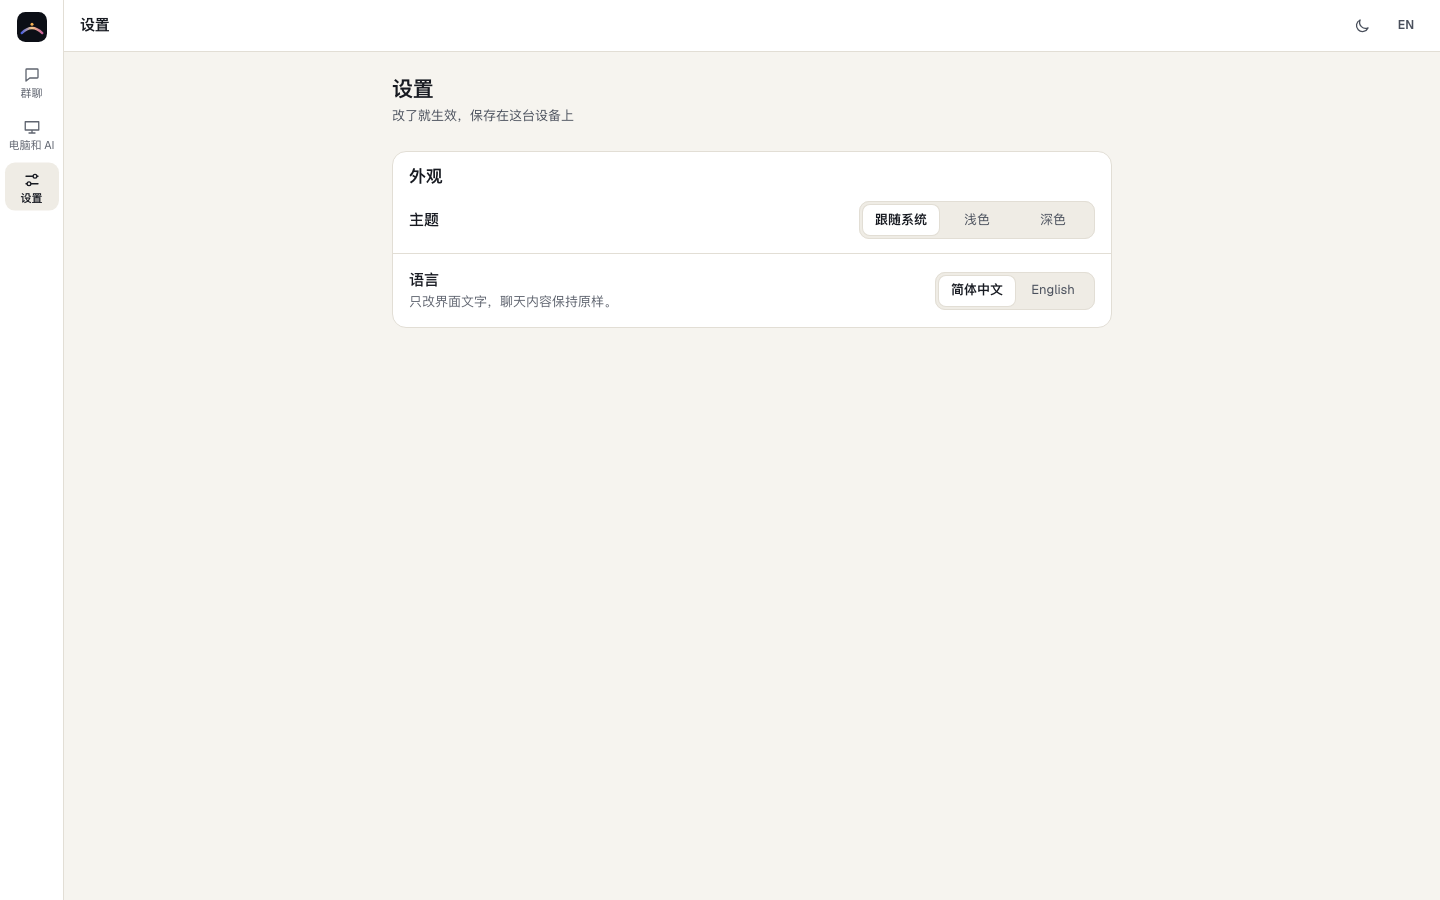 设置
EN
群聊
电脑和 AI
设置
设置
改了就生效，保存在这台设备上
外观
主题
跟随系统 浅色 深色
语言
只改界面文字，聊天内容保持原样。
简体中文 English